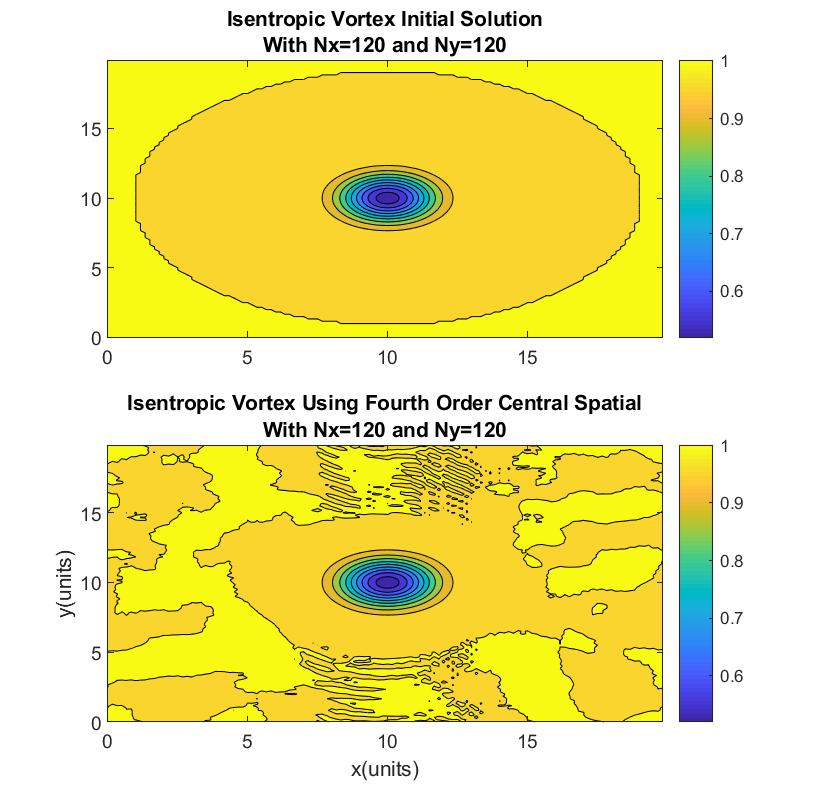 Isentropic Vortex Initial Solution
With Nx=120 and Ny=120
15
10
5
0
0 5 10 15
1
0.9
0.8
0.7
0.6
Isentropic Vortex Using Fourth Order Central Spatial
With Nx=120 and Ny=120
y(units)
15
10
5
0
0 5 10 15
x(units)
1
0.9
0.8
0.7
0.6